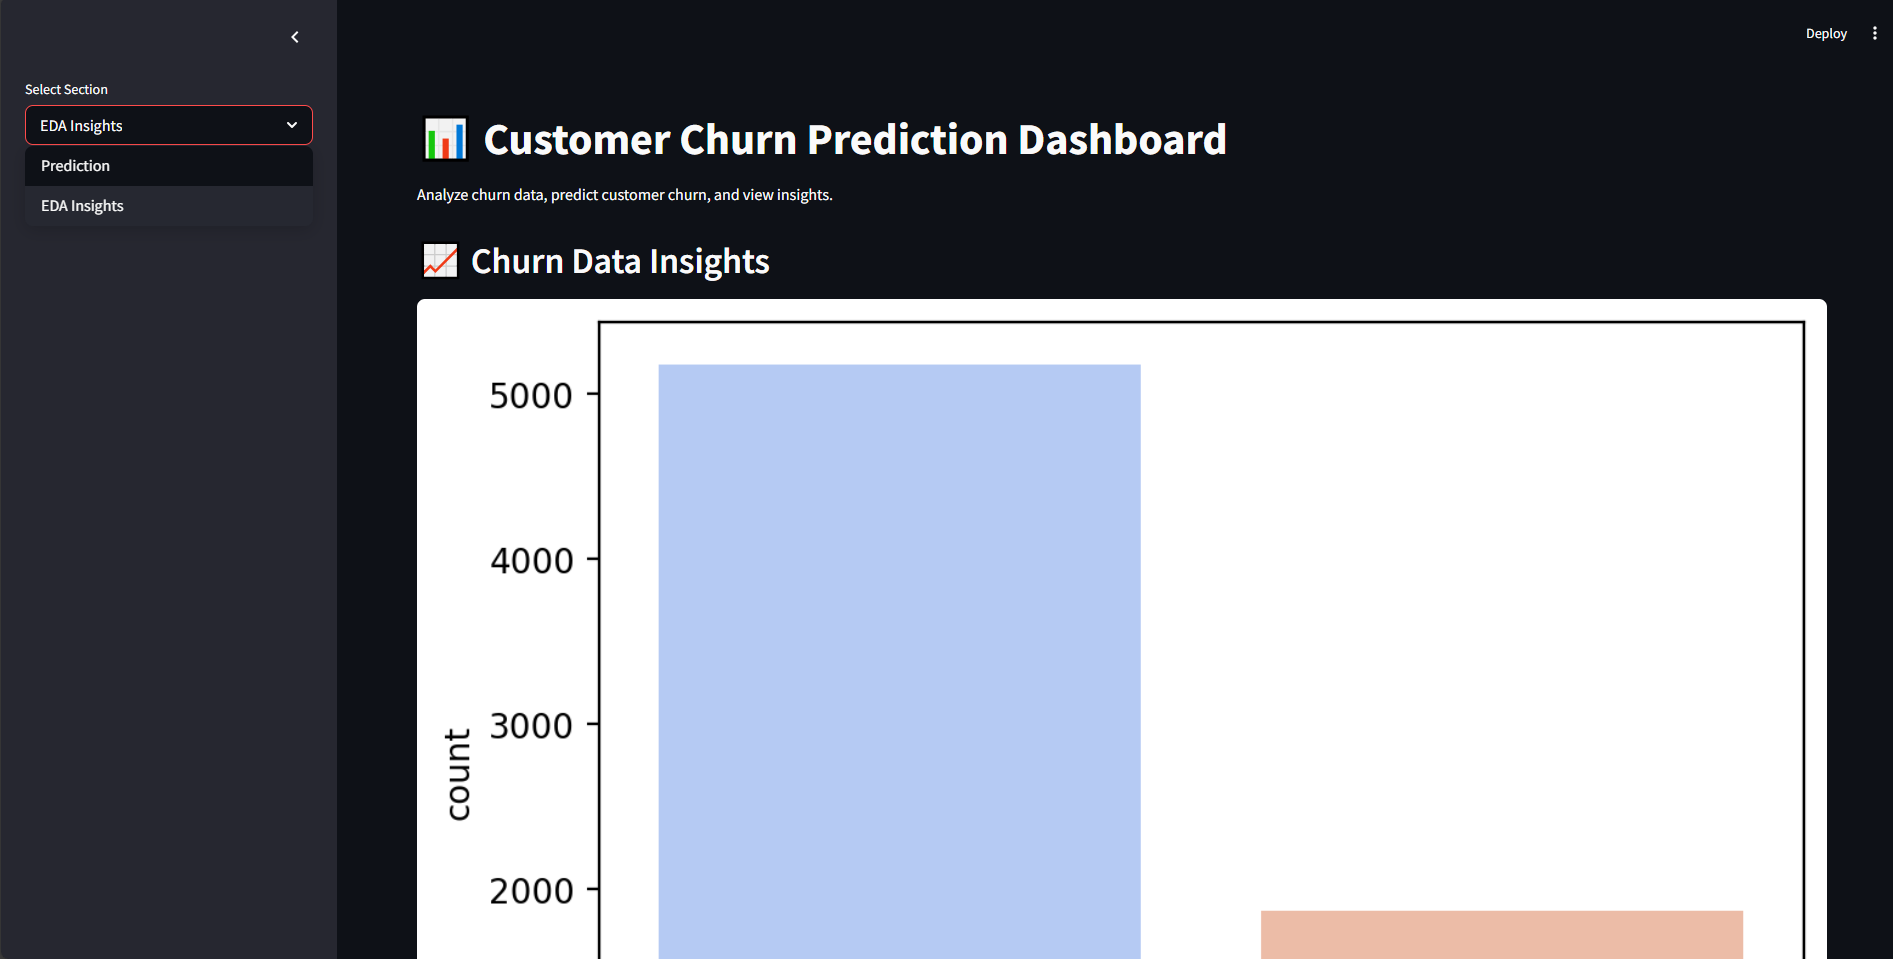 Deploy
Select Section
EDA Insights
Prediction
EDA Insights
Customer Churn Prediction Dashboard
Analyze churn data, predict customer churn, and view insights.
Churn Data Insights
5000
4000
3000
count
2000